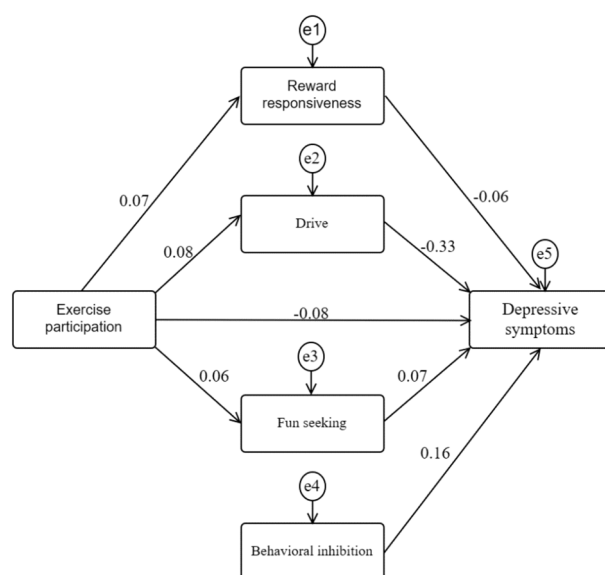 e1
Reward
responsiveness
e2
0.07
-0.06
Drive
0.08
-0.33
e5
Exercise
participation
-0.08
Depressive
symptoms
e3
0.06
0.07
Fun seeking
0.16
e4
Behavioral inhibition